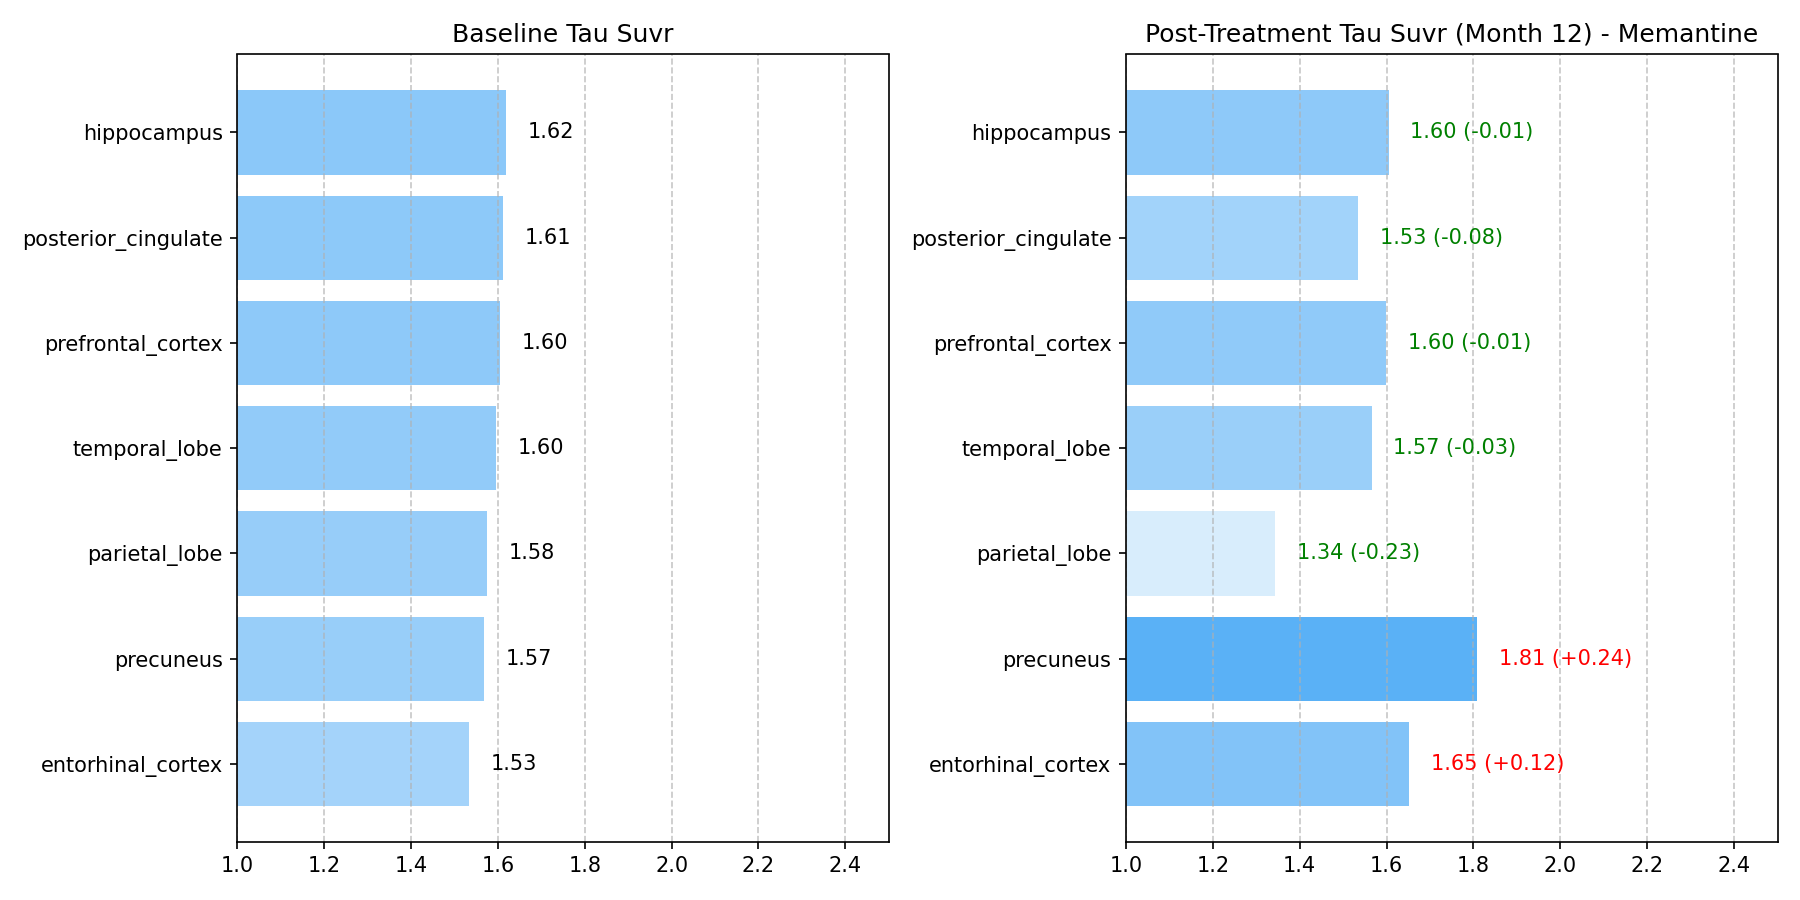 Baseline Tau Suvr
hippocampus
1.62
posterior_cingulate
1.61
prefrontal_cortex
1.60
temporal_lobe
1.60
parietal_lobe
1.58
precuneus
1.57
entorhinal_cortex
1.53
1.0 1.2 1.4 1.6 1.8 2.0 2.2 2.4
Post-Treatment Tau Suvr (Month 12) - Memantine
hippocampus
1.60 (-0.01)
posterior_cingulate
1.53 (-0.08)
prefrontal_cortex
1.60 (-0.01)
temporal_lobe
1.57 (-0.03)
parietal_lobe
1.34 (-0.23)
precuneus
1.81 (+0.24)
entorhinal_cortex
1.65 (+0.12)
1.0 1.2 1.4 1.6 1.8 2.0 2.2 2.4